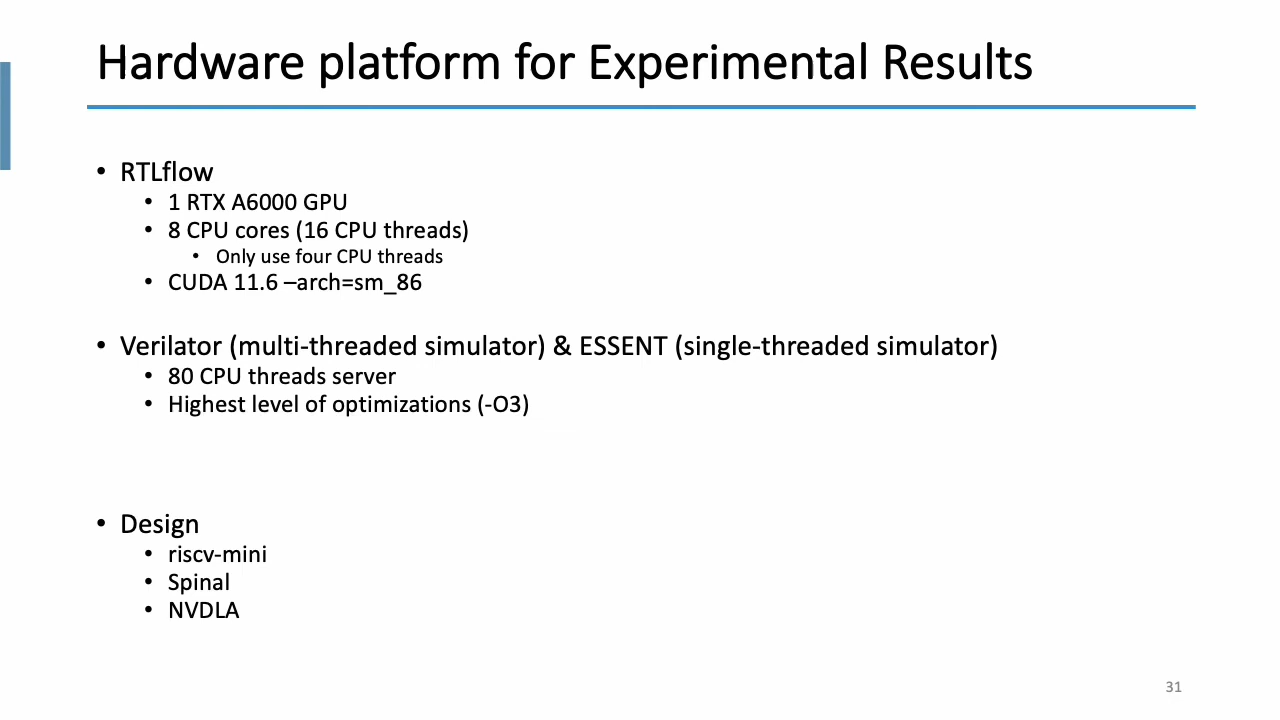 Hardware platform for Experimental Results
• RTLflow
• 1 RTX A6000 GPU
• 8 CPU cores (16 CPU threads)
• Only use four CPU threads
• CUDA 11.6 –arch=sm_86
• Verilator (multi-threaded simulator) & ESSENT (single-threaded simulator)
• 80 CPU threads server
• Highest level of optimizations (-O3)
• Design
• riscv-mini
• Spinal
• NVDLA
31